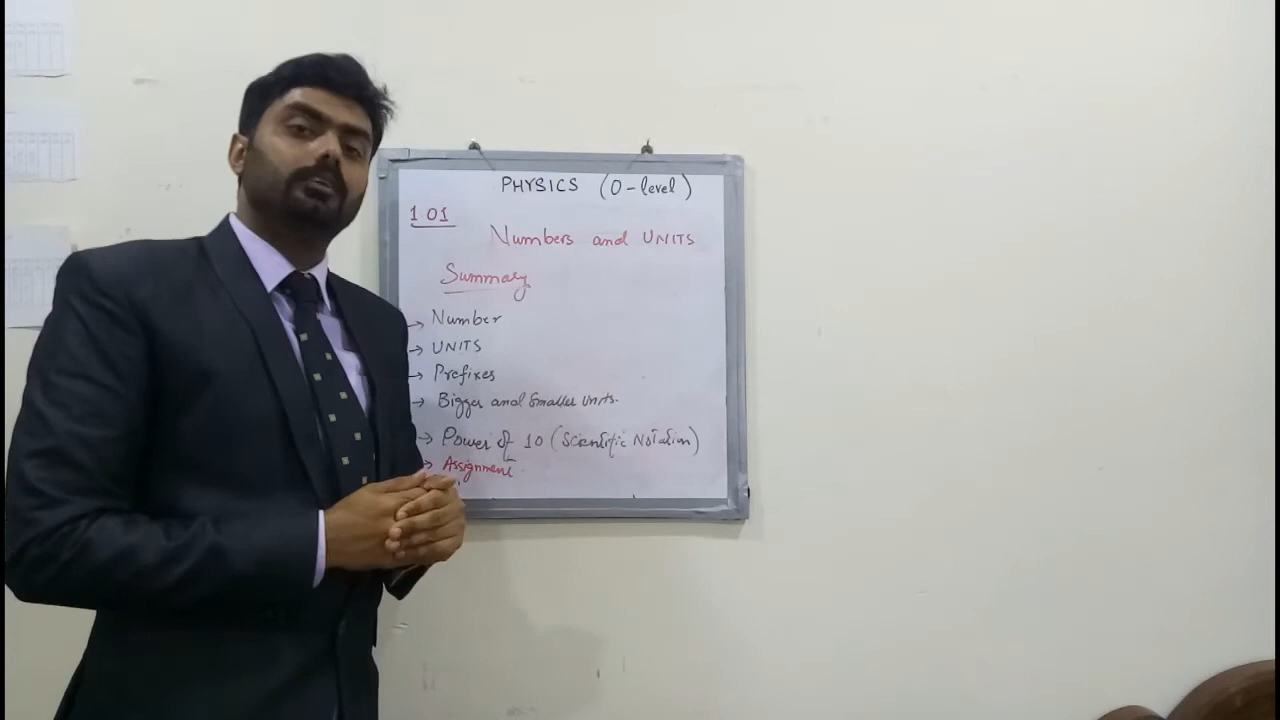 PHYSICS (O-level)
101
Numbers and UNITS
Summary
→ Number
→ UNITS
→ Prefixes
→ Bigger and Smaller units.
→ Power of 10 (Scientific Notation)
→ Assignment